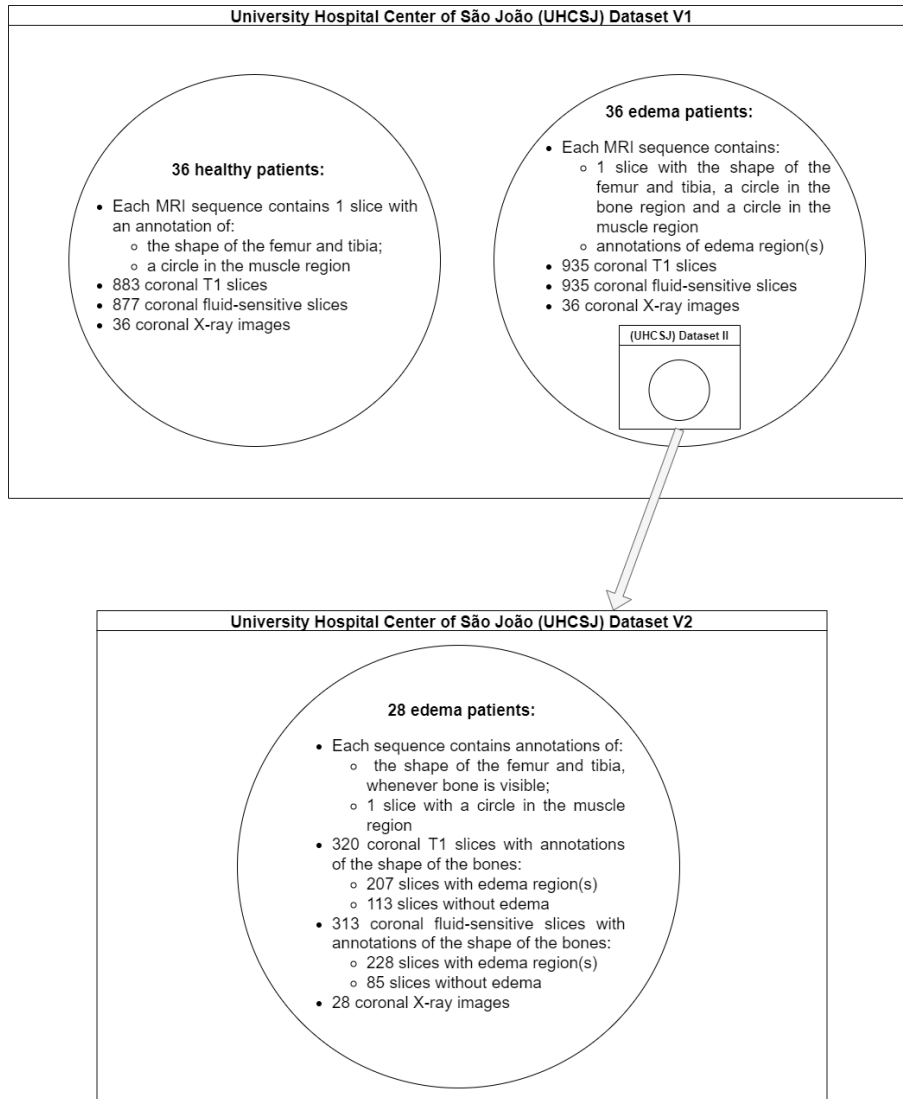 University Hospital Center of São João (UHCSJ) Dataset V1
36 healthy patients:
• Each MRI sequence contains 1 slice with
an annotation of:
◦ the shape of the femur and tibia;
◦ a circle in the muscle region
• 883 coronal T1 slices
• 877 coronal fluid-sensitive slices
• 36 coronal X-ray images
36 edema patients:
• Each MRI sequence contains:
◦ 1 slice with the shape of the
femur and tibia, a circle in the
bone region and a circle in the
muscle region
◦ annotations of edema region(s)
• 935 coronal T1 slices
• 935 coronal fluid-sensitive slices
• 36 coronal X-ray images
(UHCSJ) Dataset II
University Hospital Center of São João (UHCSJ) Dataset V2
28 edema patients:
• Each sequence contains annotations of:
◦ the shape of the femur and tibia,
whenever bone is visible;
◦ 1 slice with a circle in the muscle
region
• 320 coronal T1 slices with annotations
of the shape of the bones:
◦ 207 slices with edema region(s)
◦ 113 slices without edema
• 313 coronal fluid-sensitive slices with
annotations of the shape of the bones:
◦ 228 slices with edema region(s)
◦ 85 slices without edema
• 28 coronal X-ray images